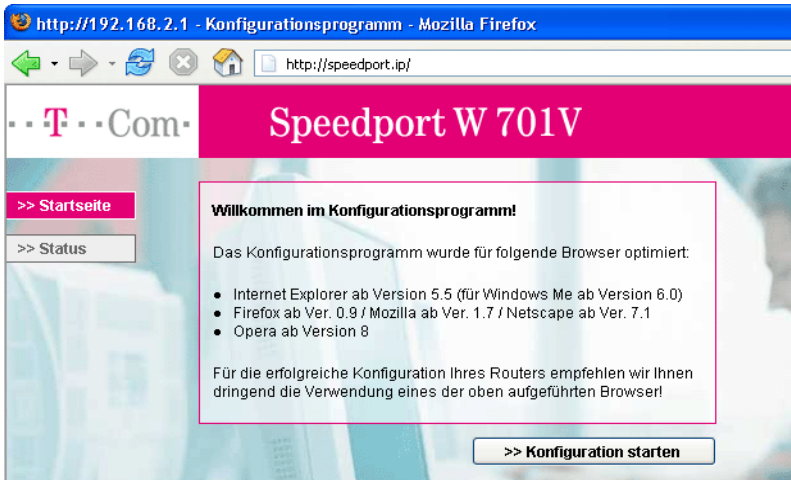 http://192.168.2.1 - Konfigurationsprogramm - Mozilla Firefox
http://speedport.ip/
··T··Com·
Speedport W 701V
>> Startseite
>> Status
Willkommen im Konfigurationsprogramm!
Das Konfigurationsprogramm wurde für folgende Browser optimiert:
● Internet Explorer ab Version 5.5 (für Windows Me ab Version 6.0)
● Firefox ab Ver. 0.9 / Mozilla ab Ver. 1.7 / Netscape ab Ver. 7.1
● Opera ab Version 8
Für die erfolgreiche Konfiguration Ihres Routers empfehlen wir Ihnen
dringend die Verwendung eines der oben aufgeführten Browser!
>> Konfiguration starten